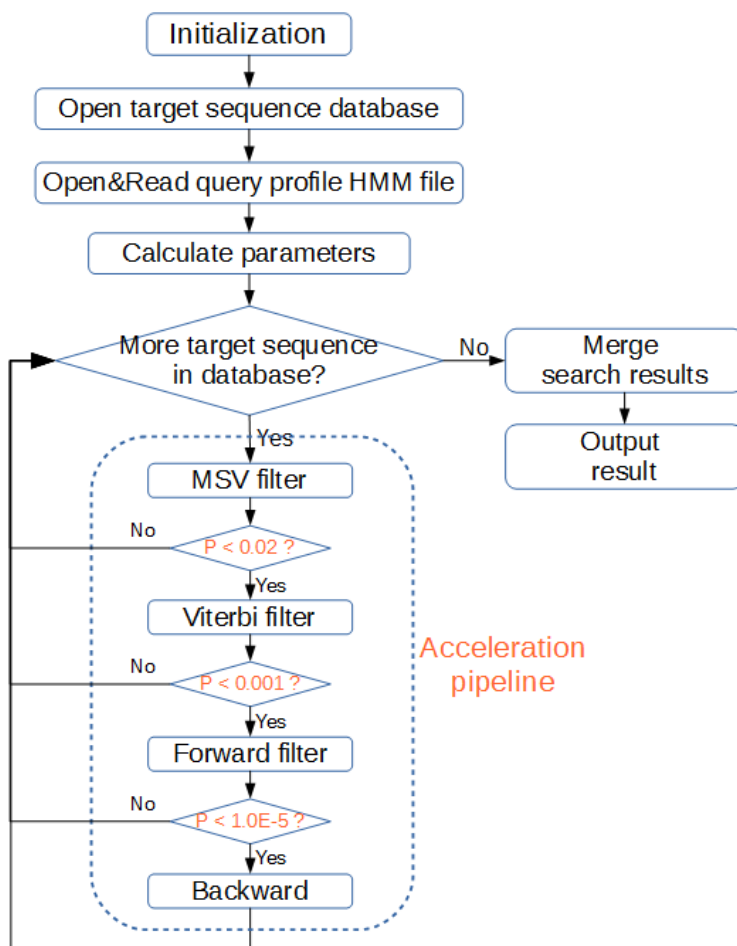 Initialization
Open target sequence database
Open&Read query profile HMM file
Calculate parameters
More target sequence
in database?
No
Merge
search results
Output
result
Yes
MSV filter
No
P < 0.02 ?
Yes
Viterbi filter
No
P < 0.001 ?
Yes
Acceleration
pipeline
Forward filter
No
P < 1.0E-5 ?
Yes
Backward